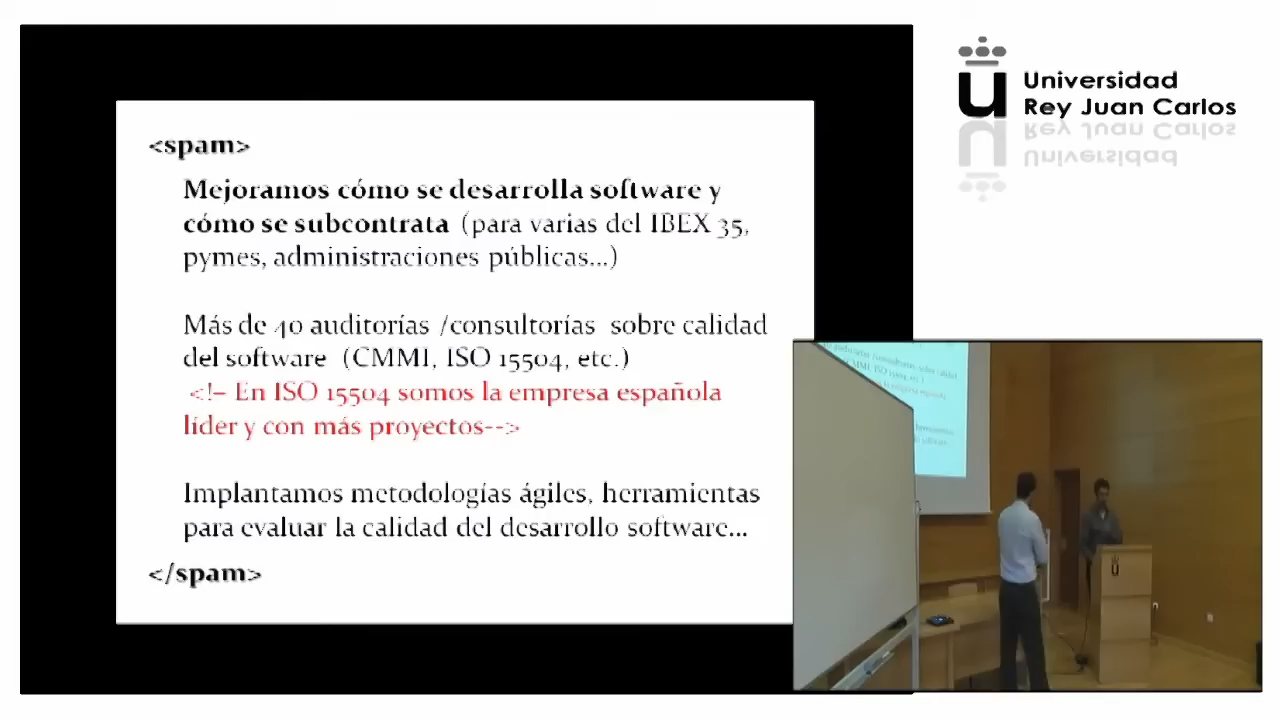 <spam>
Mejoramos cómo se desarrolla software y
cómo se subcontrata (para varias del IBEX 35,
pymes, administraciones públicas...)
Más de 40 auditorías /consultorías sobre calidad
del software (CMMI, ISO 15504, etc.)
<!– En ISO 15504 somos la empresa española
líder y con más proyectos-->
Implantamos metodologías ágiles, herramientas
para evaluar la calidad del desarrollo software...
</spam>
Universidad
Rey Juan Carlos